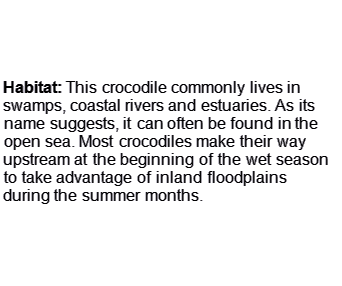 Habitat: This crocodile commonly lives in
swamps, coastal rivers and estuaries. As its
name suggests, it can often be found in the
open sea. Most crocodiles make their way
upstream at the beginning of the wet season
to take advantage of inland floodplains
during the summer months.